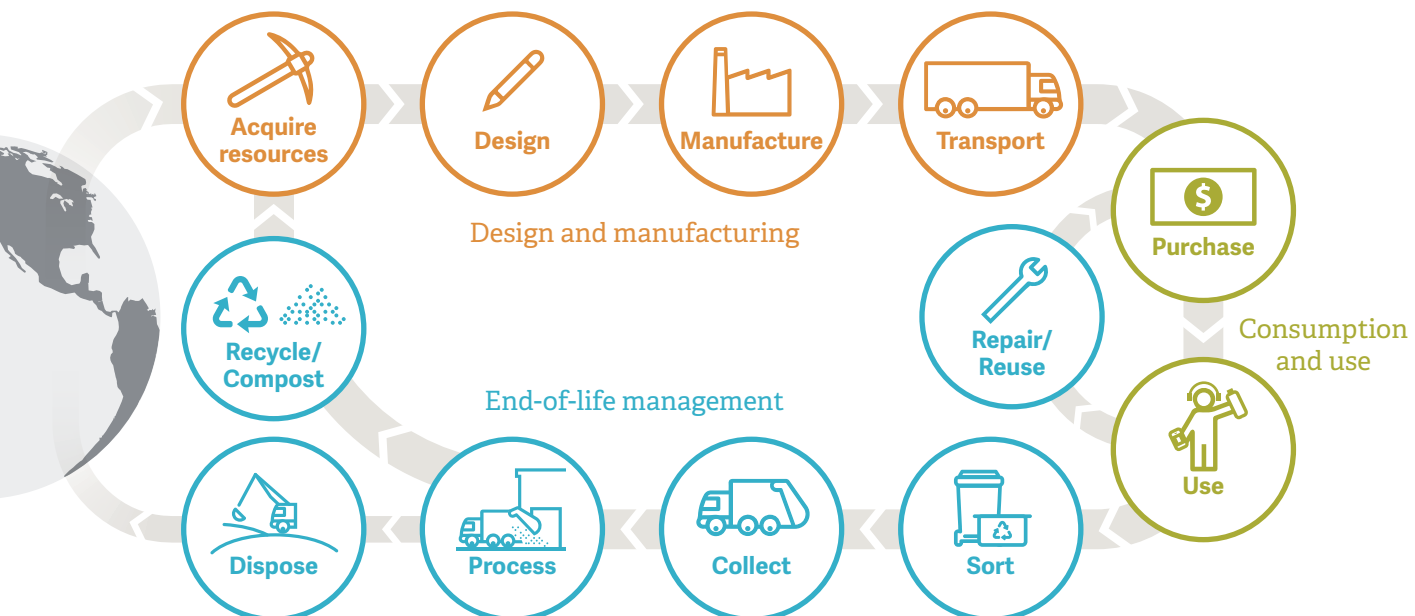 Acquire
resources
Design
Manufacture
Transport
Design and manufacturing
$
Purchase
Consumption
and use
Use
Repair/
Reuse
End-of-life management
Sort
Collect
Process
Dispose
Recycle/
Compost